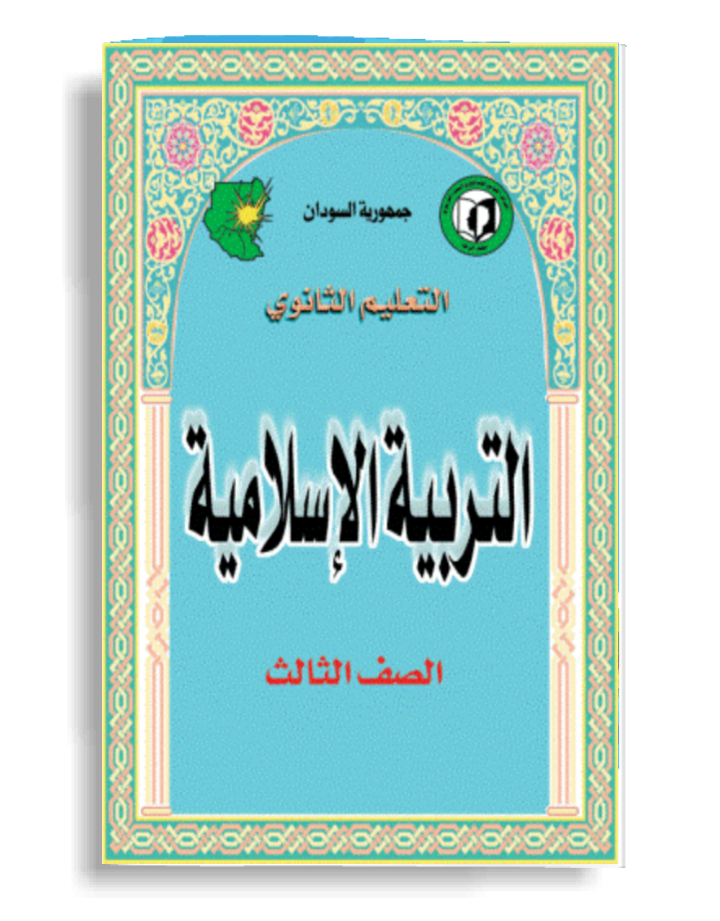 جمهورية السودان
التعليم الثانوي
التربية الإسلامية
الصف الثالث